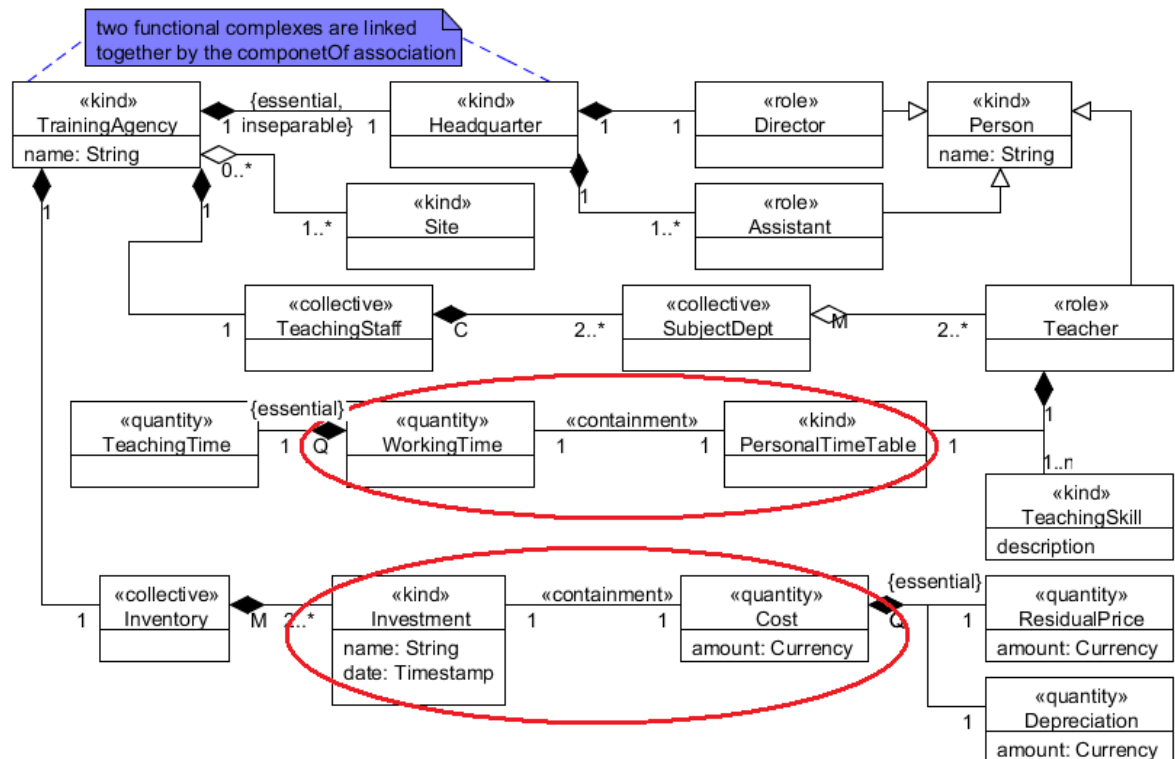 two functional complexes are linked
together by the componetOf association
«kind»
TrainingAgency
name: String
1
{essential,
inseparable}
1
«kind»
Headquarter
1
1
«role»
Director
«kind»
Person
name: String
1
1
0..*
1
1..*
«kind»
Site
1..*
«role»
Assistant
1
«collective»
TeachingStaff
C
2..*
«collective»
SubjectDept
M
2..*
«role»
Teacher
«quantity»
TeachingTime
{essential}
1
Q
«quantity»
WorkingTime
«containment»
1
1
«kind»
PersonalTimeTable
1
1
1..n
«kind»
TeachingSkill
description
1
«collective»
Inventory
M
2..*
«kind»
Investment
name: String
date: Timestamp
«containment»
1
1
«quantity»
Cost
amount: Currency
{essential}
Q
1
«quantity»
ResidualPrice
amount: Currency
1
«quantity»
Depreciation
amount: Currency